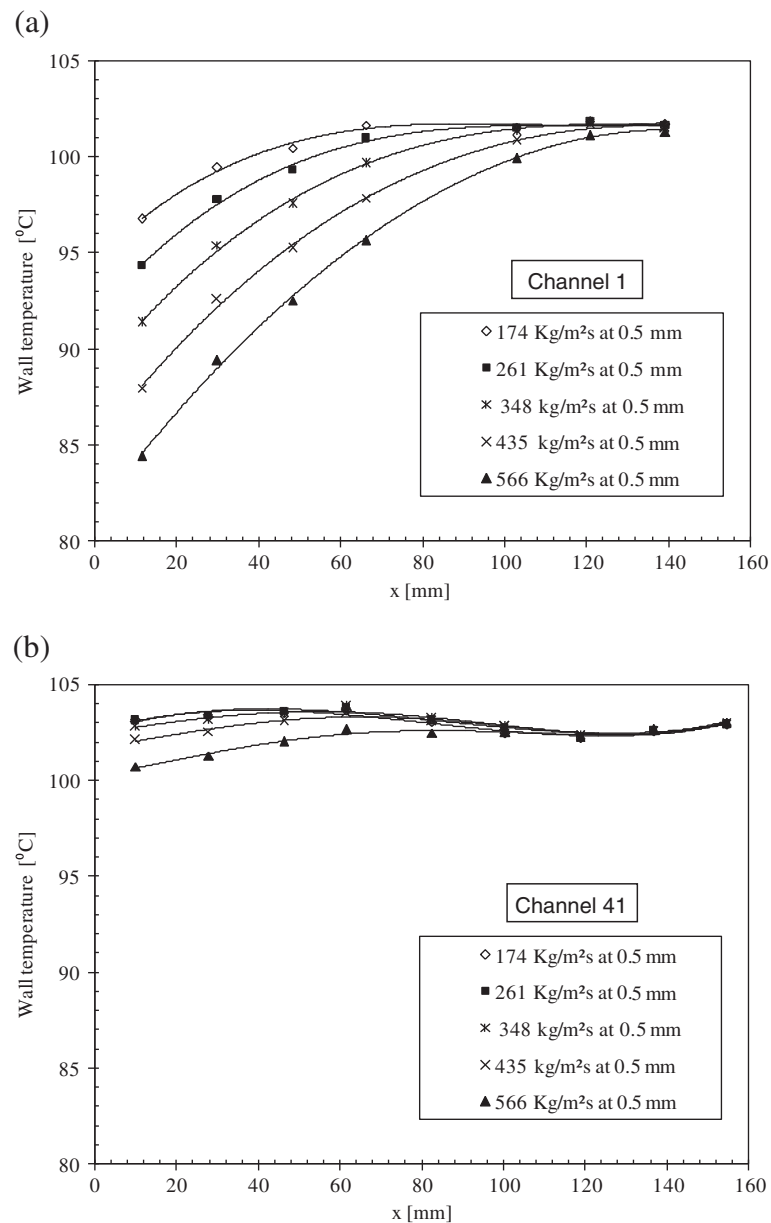 (a)
105
100
95
90
85
80
Wall temperature [⁰C]
Channel 1
174 Kg/m²s at 0.5 mm
261 Kg/m²s at 0.5 mm
348 kg/m²s at 0.5 mm
435 kg/m²s at 0.5 mm
566 Kg/m²s at 0.5 mm
0 20 40 60 80 100 120 140 160
x [mm]
(b)
105
100
95
90
85
80
Wall temperature [⁰C]
Channel 41
174 Kg/m²s at 0.5 mm
261 Kg/m²s at 0.5 mm
348 kg/m²s at 0.5 mm
435 kg/m²s at 0.5 mm
566 Kg/m²s at 0.5 mm
0 20 40 60 80 100 120 140 160
x [mm]